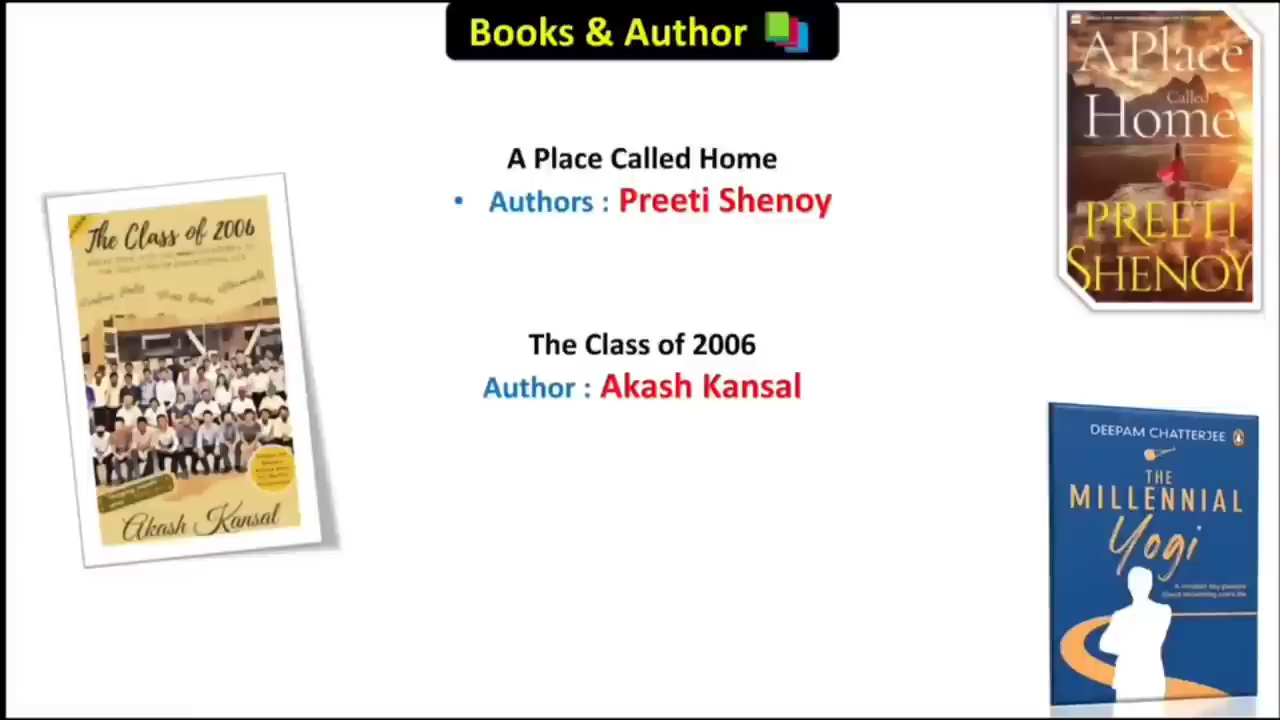 Books & Author
A Place Called Home
• Authors : Preeti Shenoy
The Class of 2006
Author : Akash Kansal
The Class of 2006
Akash Kansal
A Place
Called
Home
PREETI
SHENOY
DEEPAM CHATTERJEE
THE
MILLENNIAL
Yogi